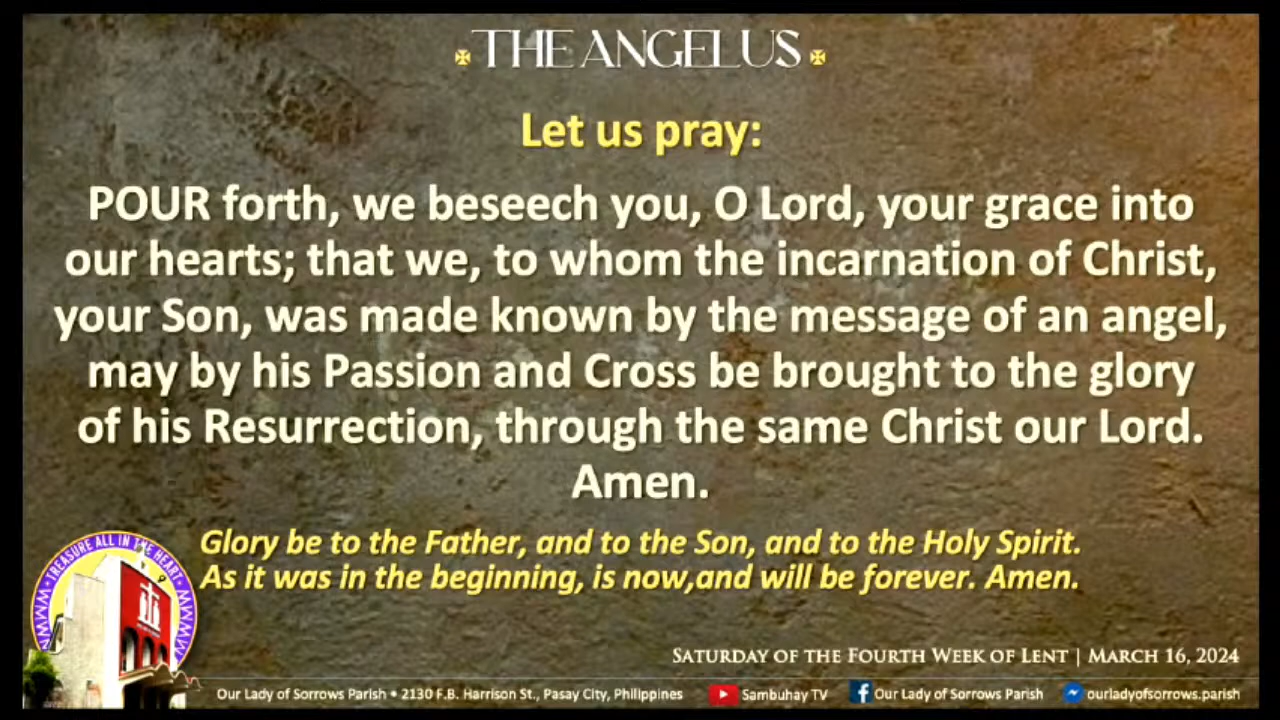 THE ANGELUS
Let us pray:
POUR forth, we beseech you, O Lord, your grace into
our hearts; that we, to whom the incarnation of Christ,
your Son, was made known by the message of an angel,
may by his Passion and Cross be brought to the glory
of his Resurrection, through the same Christ our Lord.
Amen.
Glory be to the Father, and to the Son, and to the Holy Spirit.
As it was in the beginning, is now,and will be forever. Amen.
TREASURE ALL IN THE HEART
SATURDAY OF THE FOURTH WEEK OF LENT | MARCH 16, 2024
Our Lady of Sorrows Parish • 2130 F.B. Harrison St., Pasay City, Philippines Sambuhay TV Our Lady of Sorrows Parish ourladyofsorrows.parish